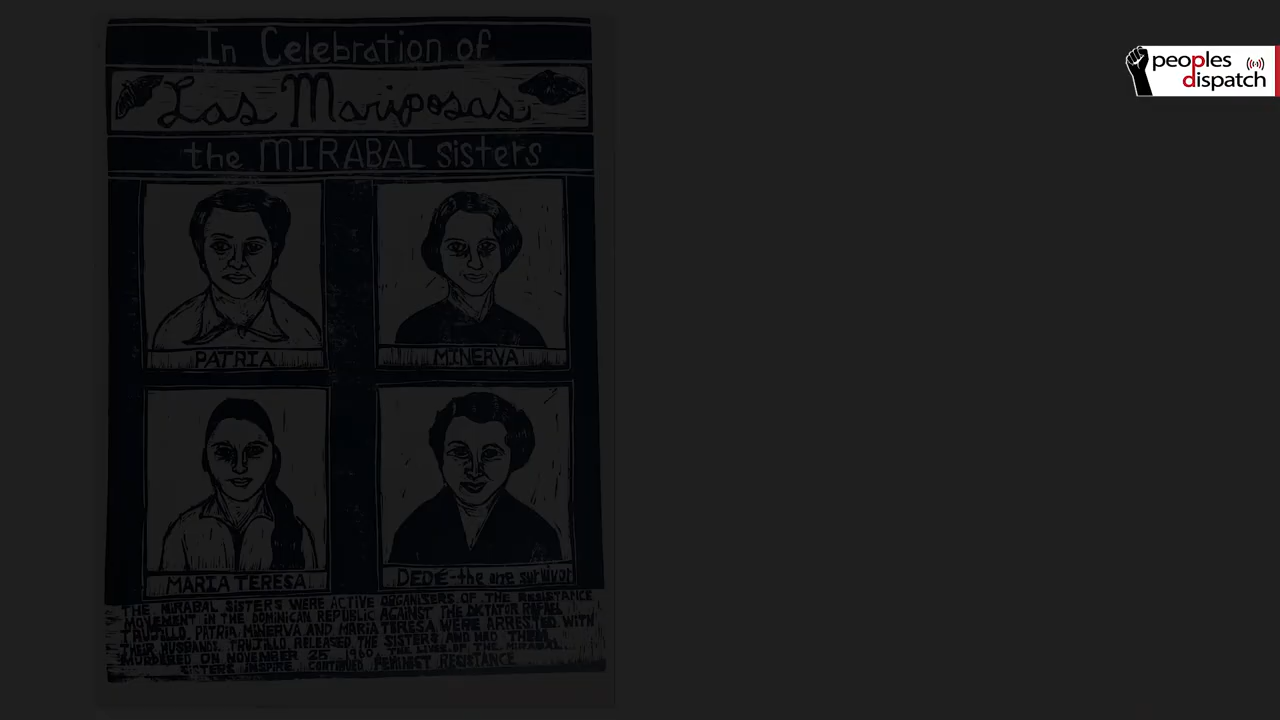 In Celebration of
Las Mariposas
the MIRABAL sisters
PATRIA
MINERVA
MARIA TERESA
DEDÉ-the one survivor
THE MIRABAL SISTERS WERE ACTIVE ORGANISERS OF THE RESISTANCE
MOVEMENT IN THE DOMINICAN REPUBLIC AGAINST THE DICTATOR RAFAEL
TRUJILLO. PATRIA, MINERVA AND MARIA TERESA WERE ARRESTED WITH
THEIR HUSBANDS. TRUJILLO RELEASED THE SISTERS AND HAD THEM
MURDERED ON NOVEMBER 25 1960. THE LIVES OF THE MIRABAL
SISTERS INSPIRE CONTINUED FEMINIST RESISTANCE
peoples
dispatch